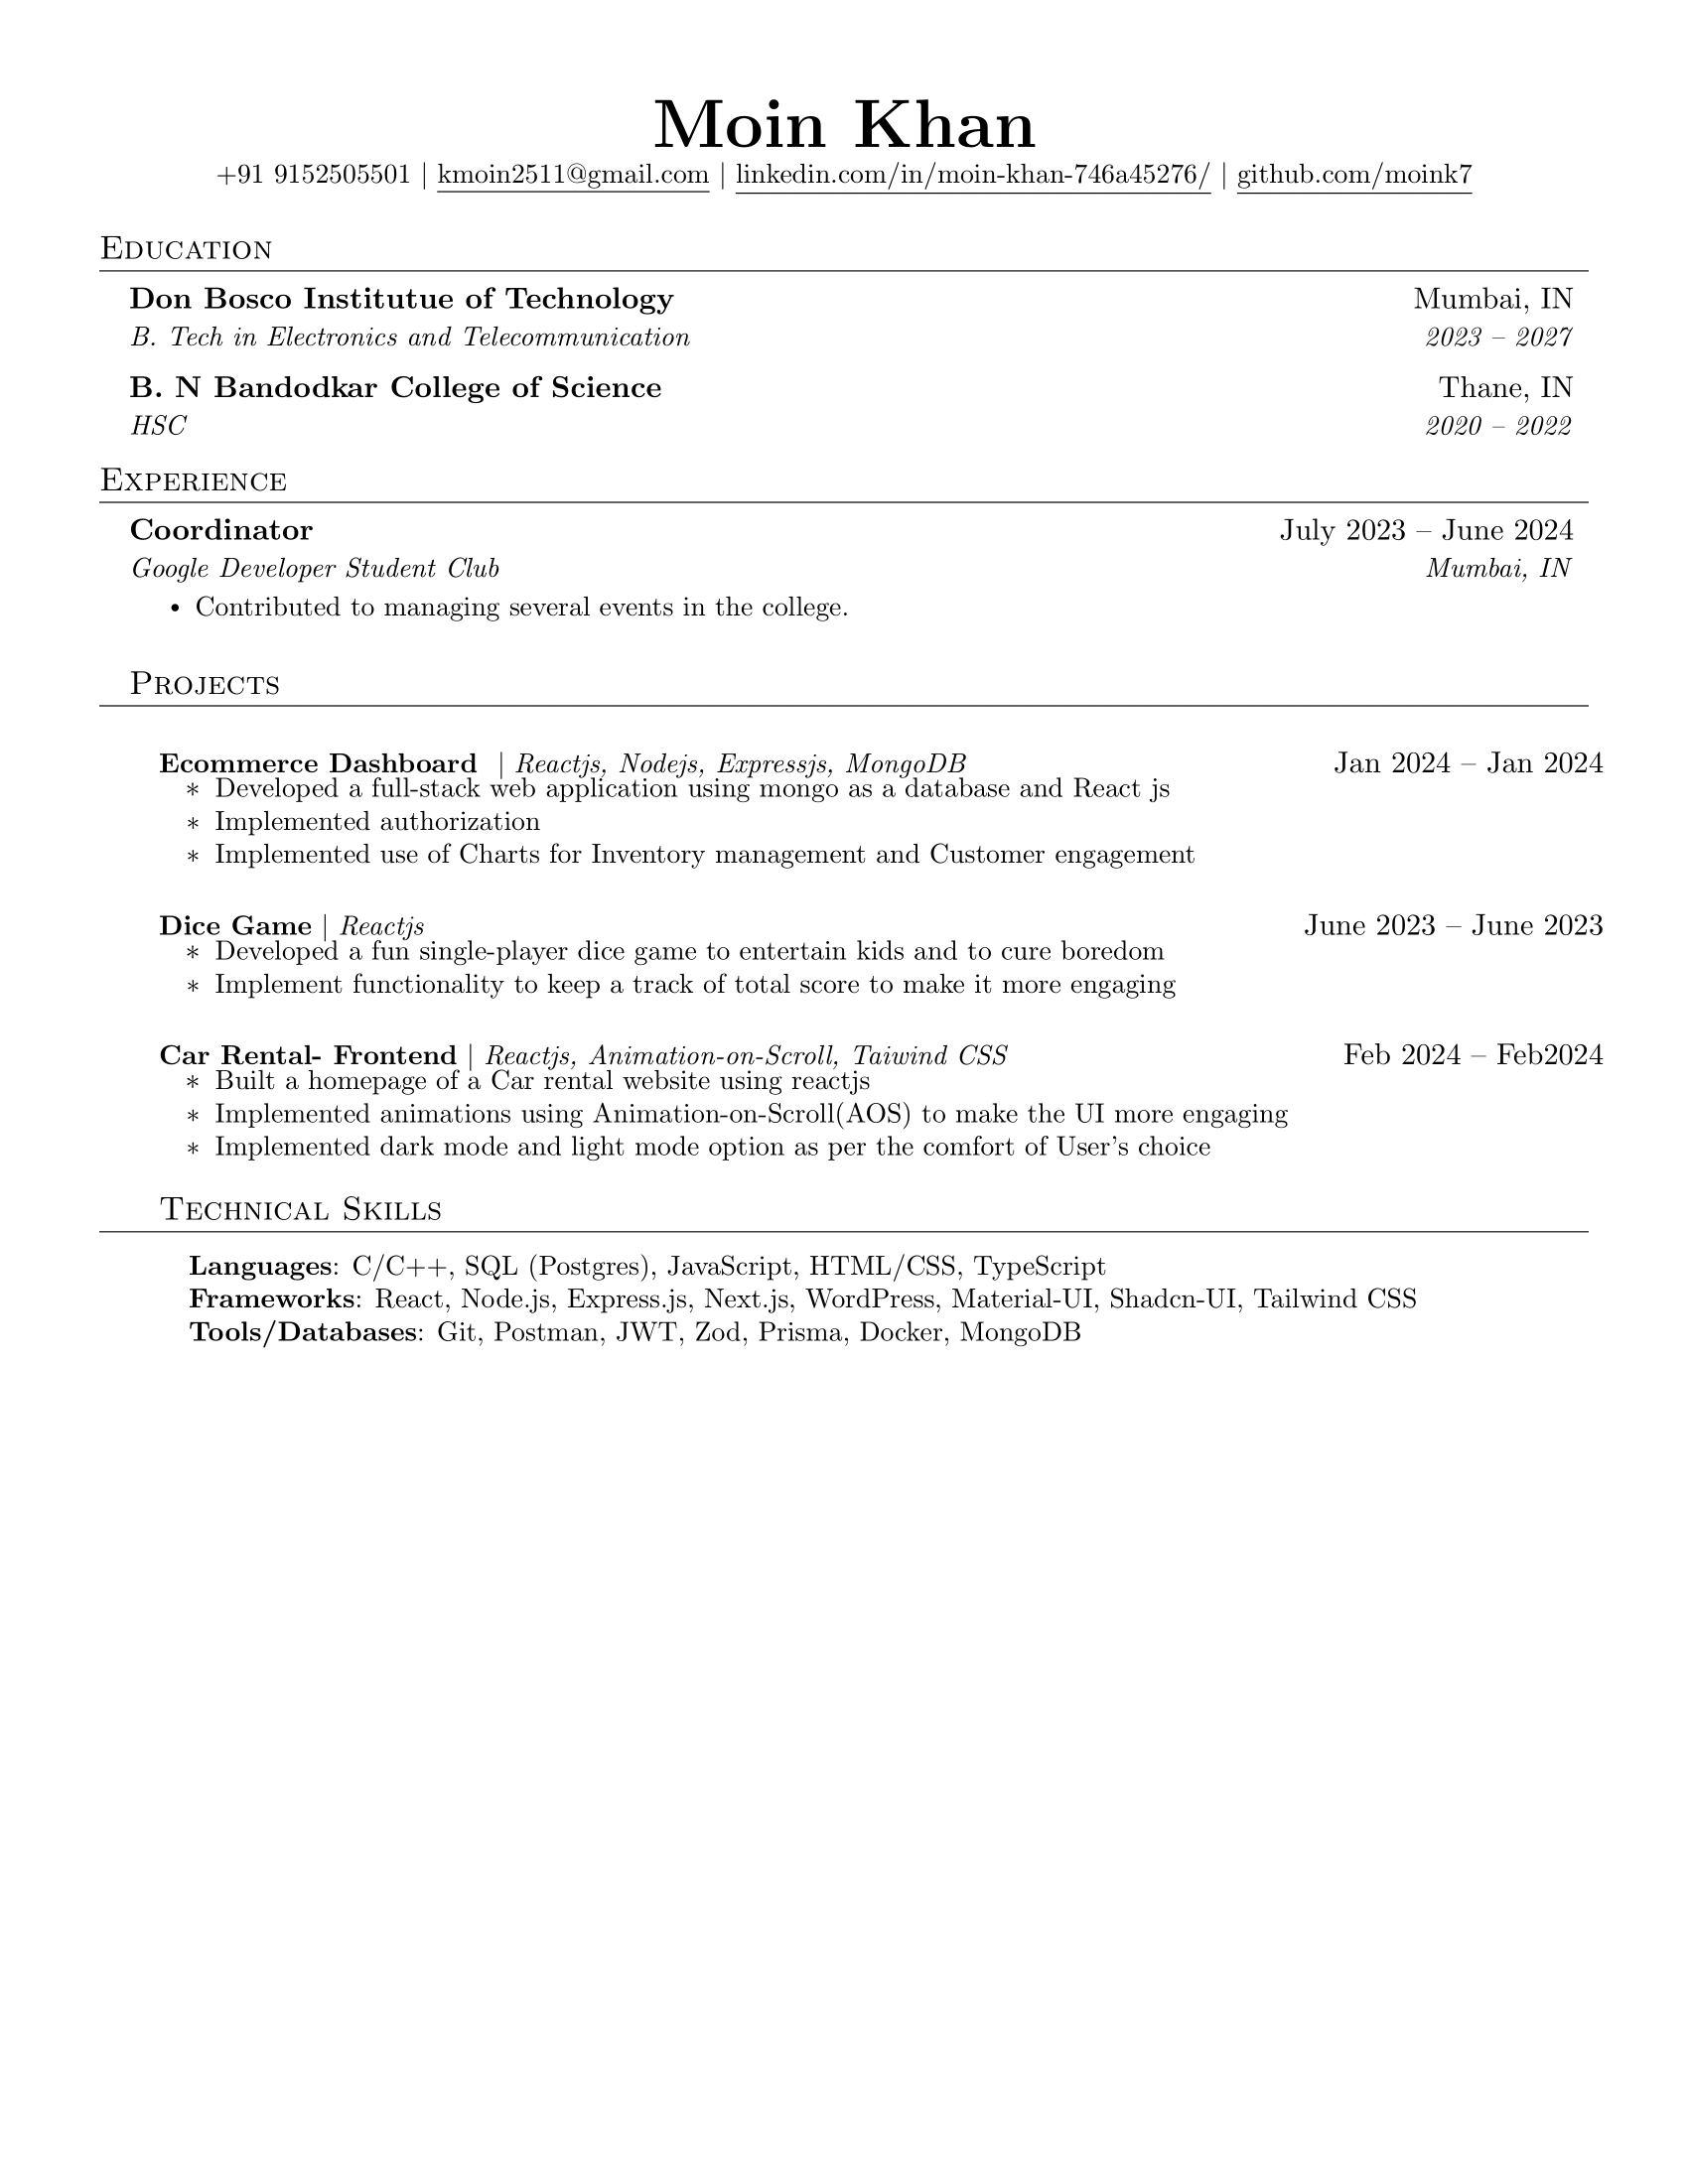 Moin Khan
+91 9152505501 | kmoin2511@gmail.com | linkedin.com/in/moin-khan-746a45276/ | github.com/moink7
Education
Don Bosco Institutue of Technology Mumbai, IN
B. Tech in Electronics and Telecommunication 2023 – 2027
B. N Bandodkar College of Science Thane, IN
HSC 2020 – 2022
Experience
Coordinator July 2023 – June 2024
Google Developer Student Club Mumbai, IN
• Contributed to managing several events in the college.
Projects
Ecommerce Dashboard | Reactjs, Nodejs, Expressjs, MongoDB Jan 2024 – Jan 2024
∗ Developed a full-stack web application using mongo as a database and React js
∗ Implemented authorization
∗ Implemented use of Charts for Inventory management and Customer engagement
Dice Game | Reactjs June 2023 – June 2023
∗ Developed a fun single-player dice game to entertain kids and to cure boredom
∗ Implement functionality to keep a track of total score to make it more engaging
Car Rental- Frontend | Reactjs, Animation-on-Scroll, Taiwind CSS Feb 2024 – Feb2024
∗ Built a homepage of a Car rental website using reactjs
∗ Implemented animations using Animation-on-Scroll(AOS) to make the UI more engaging
∗ Implemented dark mode and light mode option as per the comfort of User's choice
Technical Skills
Languages: C/C++, SQL (Postgres), JavaScript, HTML/CSS, TypeScript
Frameworks: React, Node.js, Express.js, Next.js, WordPress, Material-UI, Shadcn-UI, Tailwind CSS
Tools/Databases: Git, Postman, JWT, Zod, Prisma, Docker, MongoDB